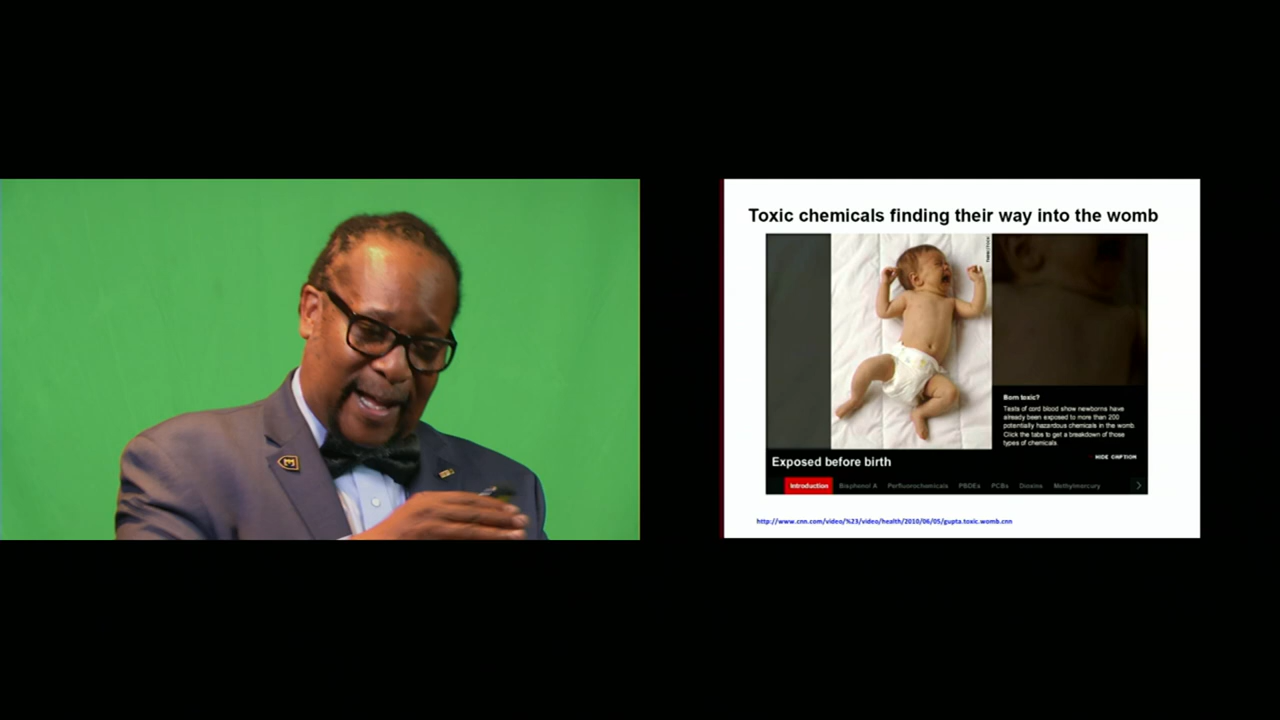 Toxic chemicals finding their way into the womb
Born toxic?
Tests of cord blood show newborns have
already been exposed to more than 200
potentially hazardous chemicals in the womb.
Click the tabs to get a breakdown of those
types of chemicals.
HIDE CAPTION
Exposed before birth
Introduction Bisphenol A Perfluorochemicals PBDEs PCBs Dioxins Methylmercury
http://www.cnn.com/video/%23/video/health/2010/06/05/gupta.toxic.womb.cnn